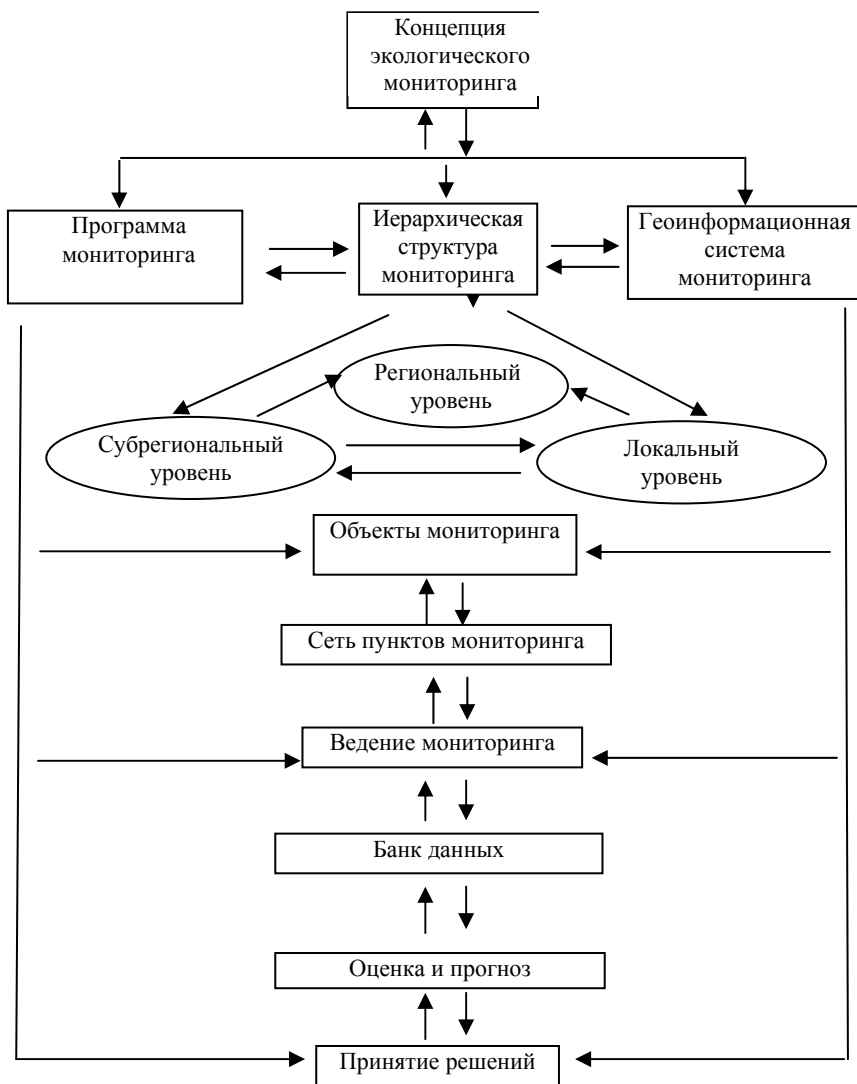 Концепция
экологического
мониторинга
Программа
мониторинга
Иерархическая
структура
мониторинга
Геоинформационная
система
мониторинга
Региональный
уровень
Субрегиональный
уровень
Локальный
уровень
Объекты мониторинга
Сеть пунктов мониторинга
Ведение мониторинга
Банк данных
Оценка и прогноз
Принятие решений